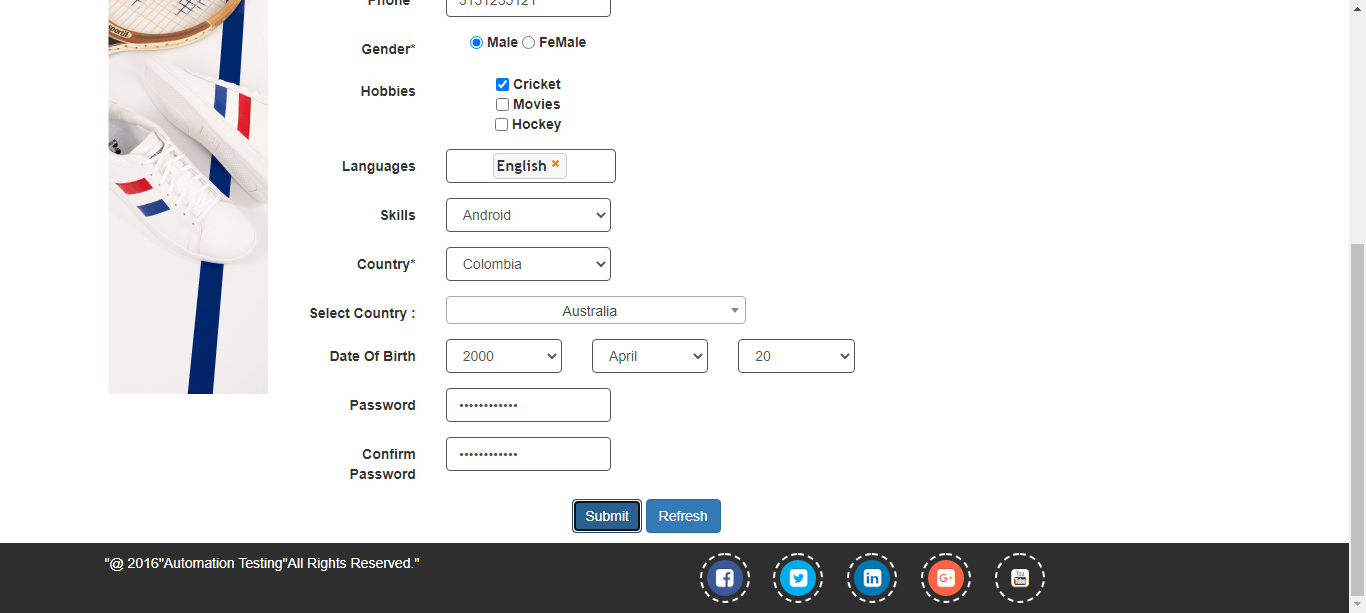 Phone 3151235121
Gender* Male FeMale
Hobbies Cricket
Movies
Hockey
Languages English ×
Skills Android
Country* Colombia
Select Country : Australia
Date Of Birth 2000 April 20
Password ••••••••••••
Confirm Password ••••••••••••
Submit Refresh
"@ 2016"Automation Testing"All Rights Reserved."
G+
You Tube